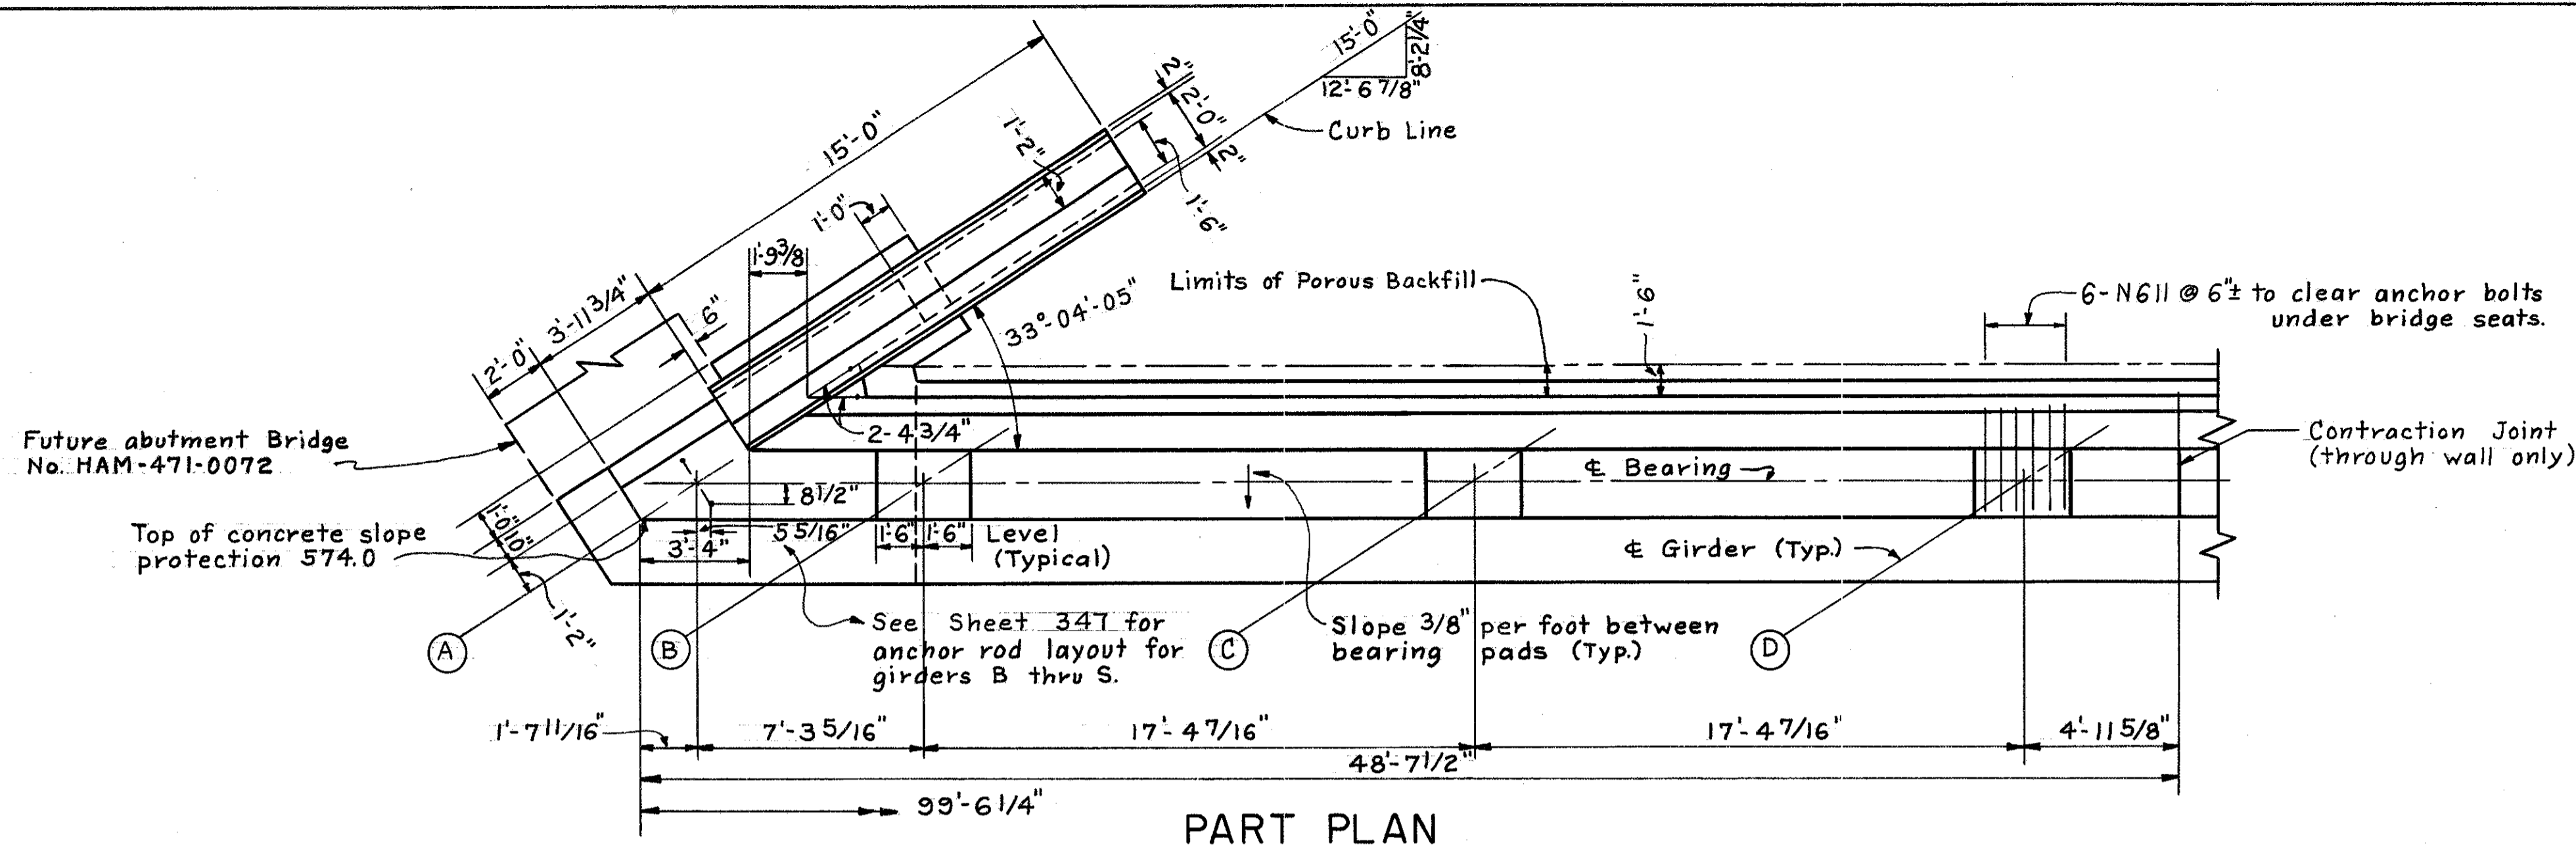 15'-0"
8'-2 1/4"
12'-6 7/8"
Curb Line
2"
2'-0"
2"
1'-6"
15'-0"
1'-2"
1'-0"
1'-9 3/8
3'-11 3/4"
6"
2'-0"
33°-04'-05"
Limits of Porous Backfill
1'-6"
6-N611 @ 6"± to clear anchor bolts
under bridge seats.
Future abutment Bridge
No. HAM-471-0072
2-4 3/4"
℄ Bearing
Contraction Joint
(through wall only)
8 1/2"
1'-0"
10"
1'-2"
Top of concrete slope
protection 574.0
3'-4"
5 5/16"
1'-6"
1'-6"
Level
(Typical)
℄ Girder (Typ.)
A
B
C
D
See Sheet 347 for
anchor rod layout for
girders B thru S.
Slope 3/8" per foot between
bearing pads (Typ.)
1'-7 11/16"
7'-3 5/16"
17'-4 7/16"
17'-4 7/16"
4'-11 5/8"
48'-7 1/2"
99'-6 1/4"
PART PLAN